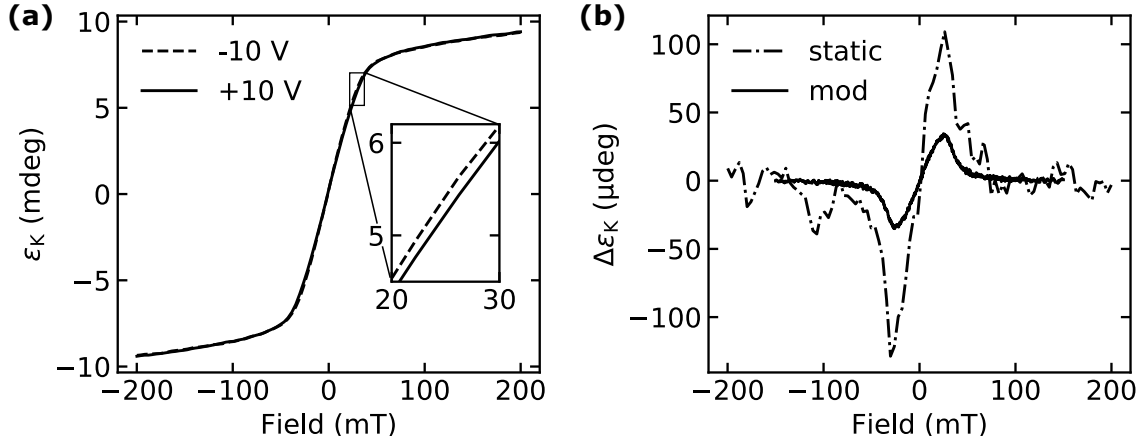 (a)
10
5
0
−5
−10
ε_K (mdeg)
-10 V
+10 V
6
5
20 30
−200 −100 0 100 200
Field (mT)
(b)
100
50
0
−50
−100
Δε_K (μdeg)
static
mod
−200 −100 0 100 200
Field (mT)